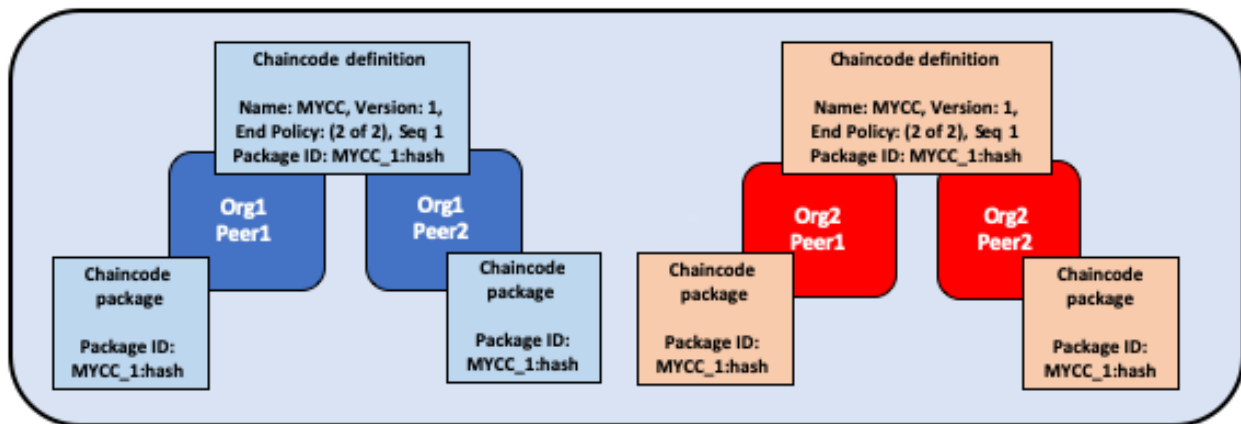 Chaincode definition
Name: MYCC, Version: 1,
End Policy: (2 of 2), Seq 1
Package ID: MYCC_1:hash
Org1
Peer1
Org1
Peer2
Chaincode
package
Package ID:
MYCC_1:hash
Chaincode
package
Package ID:
MYCC_1:hash
Chaincode definition
Name: MYCC, Version: 1,
End Policy: (2 of 2), Seq 1
Package ID: MYCC_1:hash
Org2
Peer1
Org2
Peer2
Chaincode
package
Package ID:
MYCC_1:hash
Chaincode
package
Package ID:
MYCC_1:hash